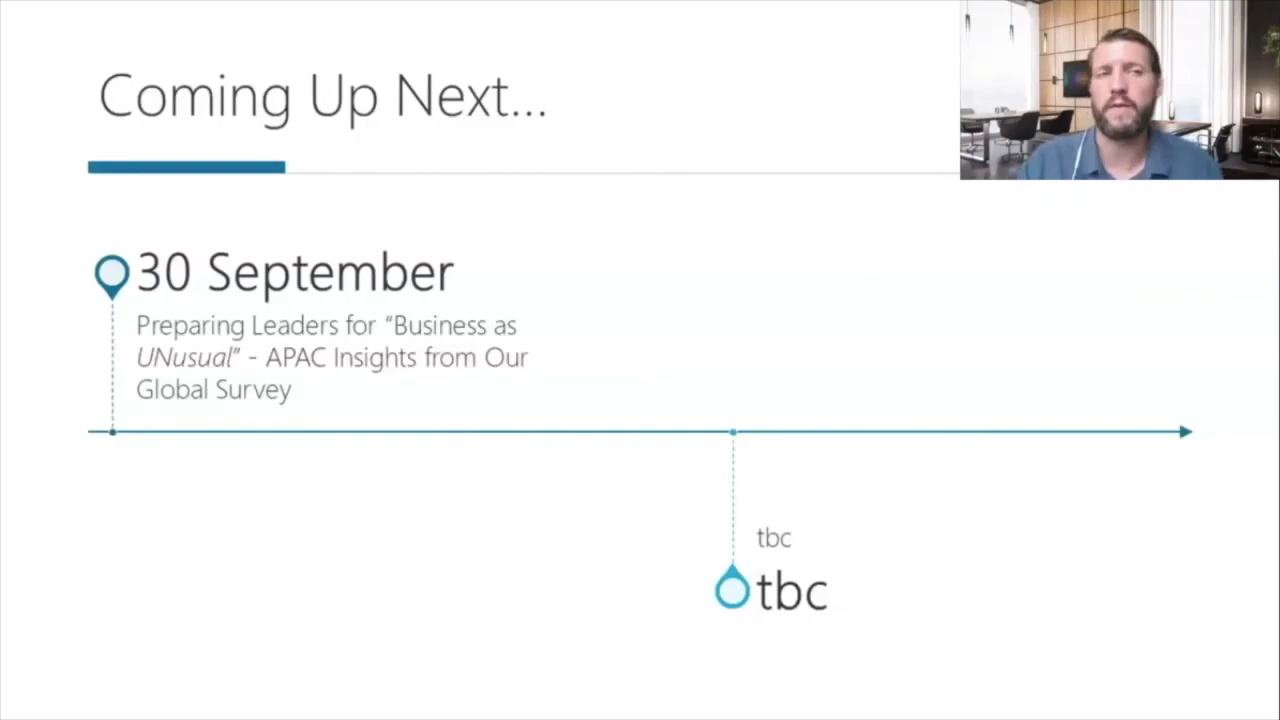 Coming Up Next...
30 September
Preparing Leaders for “Business as
UNusual” - APAC Insights from Our
Global Survey
tbc
tbc